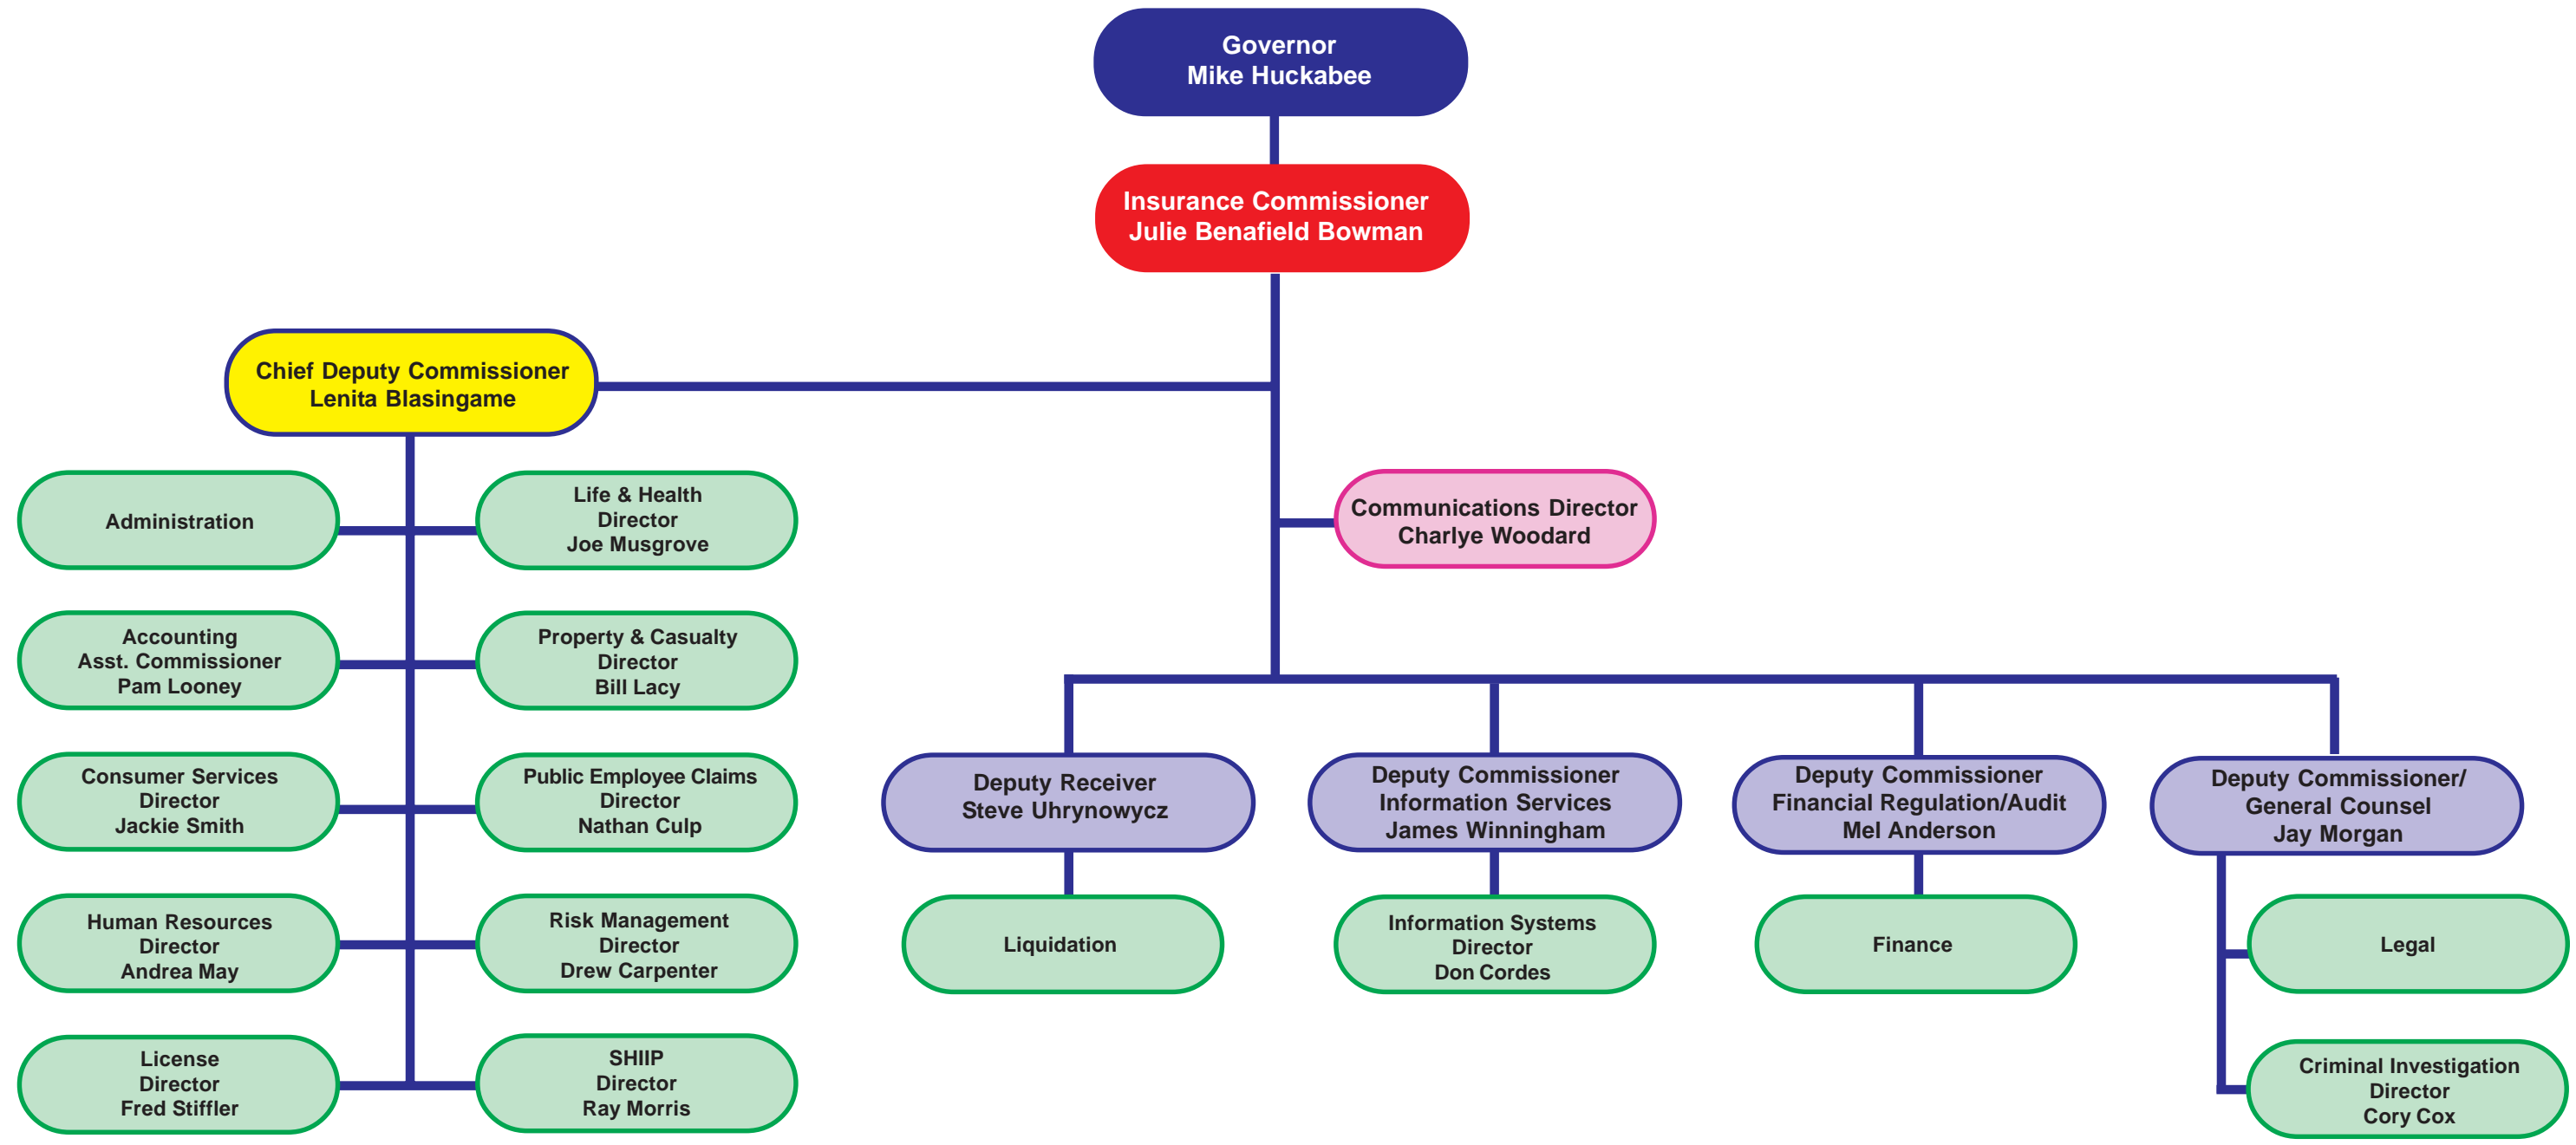 Governor
Mike Huckabee
Insurance Commissioner
Julie Benafield Bowman
Chief Deputy Commissioner
Lenita Blasingame
Administration
Life & Health
Director
Joe Musgrove
Communications Director
Charlye Woodard
Accounting
Asst. Commissioner
Pam Looney
Property & Casualty
Director
Bill Lacy
Consumer Services
Director
Jackie Smith
Public Employee Claims
Director
Nathan Culp
Deputy Receiver
Steve Uhrynowycz
Deputy Commissioner
Information Services
James Winningham
Deputy Commissioner
Financial Regulation/Audit
Mel Anderson
Deputy Commissioner/
General Counsel
Jay Morgan
Human Resources
Director
Andrea May
Risk Management
Director
Drew Carpenter
Liquidation
Information Systems
Director
Don Cordes
Finance
Legal
License
Director
Fred Stiffler
SHIIP
Director
Ray Morris
Criminal Investigation
Director
Cory Cox